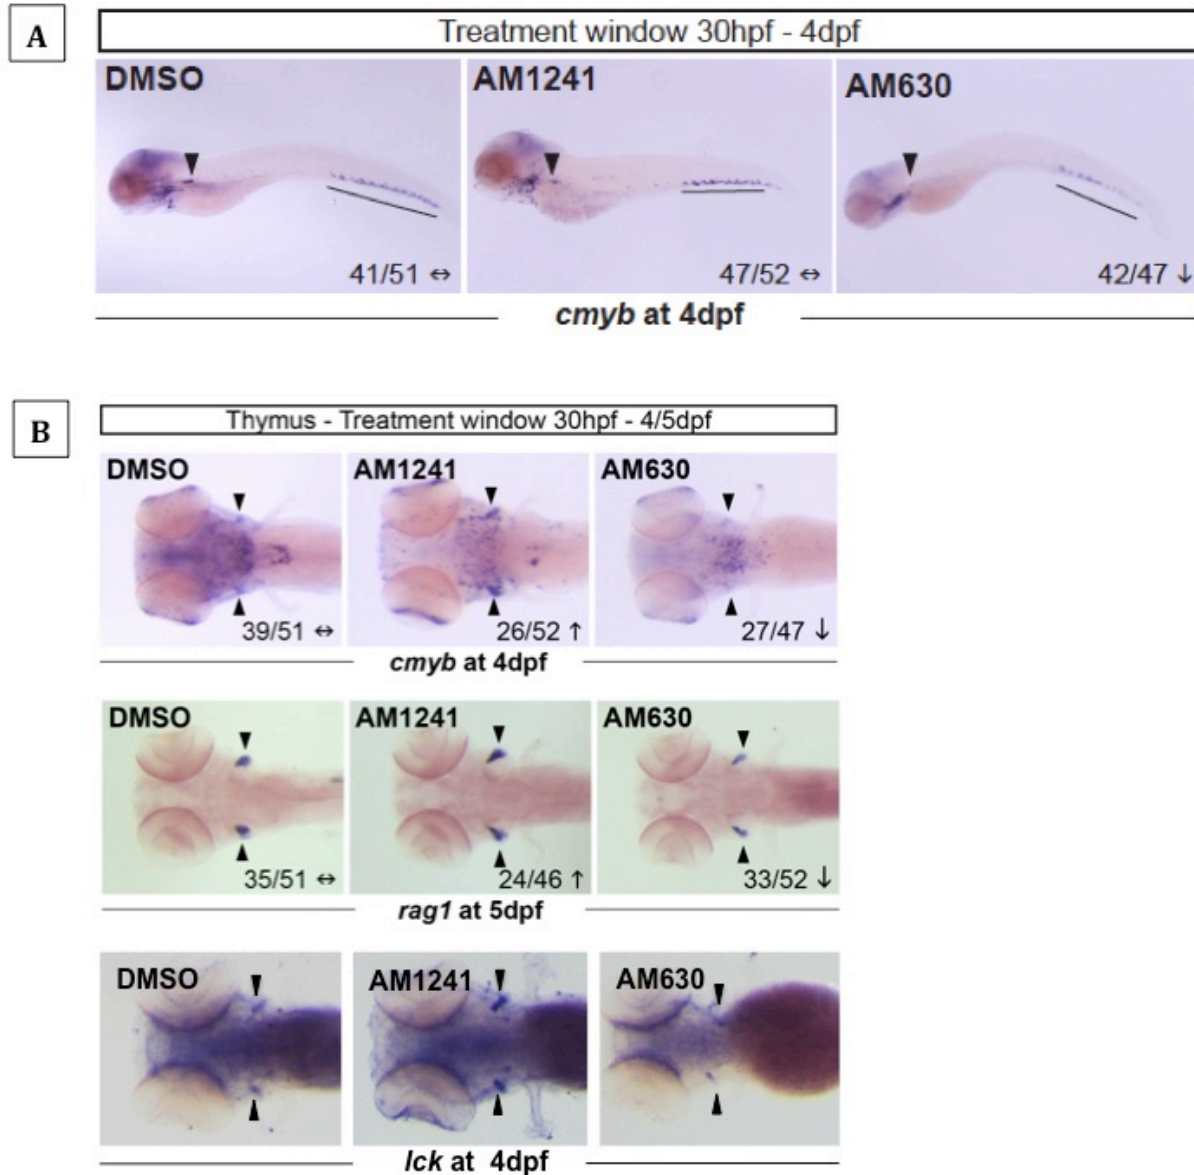 A
Treatment window 30hpf - 4dpf
DMSO AM1241 AM630
41/51 ↔ 47/52 ↔ 42/47 ↓
cmyb at 4dpf
B
Thymus - Treatment window 30hpf - 4/5dpf
DMSO AM1241 AM630
39/51 ↔ 26/52 ↑ 27/47 ↓
cmyb at 4dpf
DMSO AM1241 AM630
35/51 ↔ 24/46 ↑ 33/52 ↓
rag1 at 5dpf
DMSO AM1241 AM630
lck at 4dpf